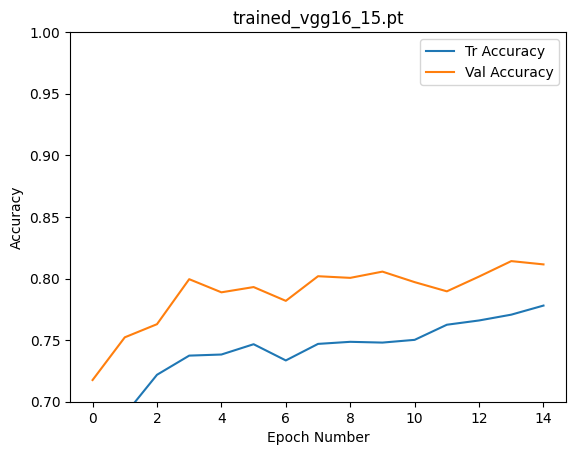 trained_vgg16_15.pt
1.00
0.95
0.90
0.85
0.80
0.75
0.70
Accuracy
Tr Accuracy
Val Accuracy
0 2 4 6 8 10 12 14
Epoch Number